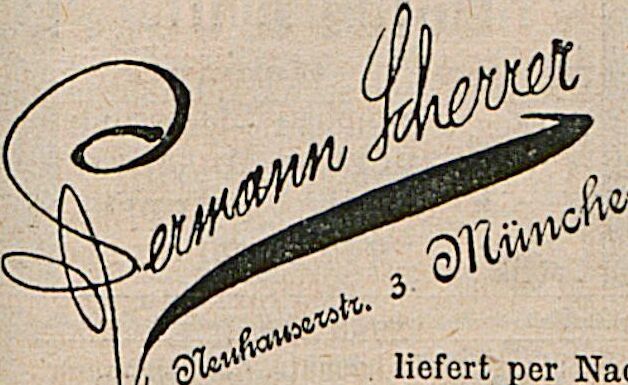 Hermann Scherrer
Neuhauserstr. 3 Münche
liefert per Nac